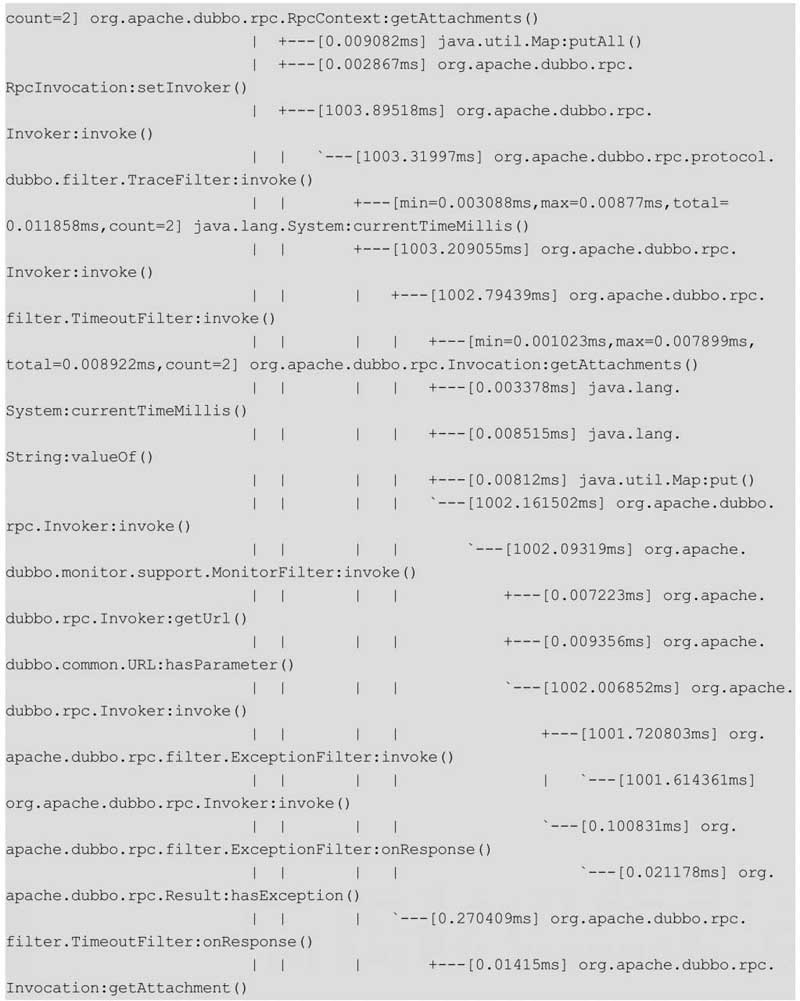 count=2] org.apache.dubbo.rpc.RpcContext:getAttachments()
| +---[0.009082ms] java.util.Map:putAll()
| +---[0.002867ms] org.apache.dubbo.rpc.
RpcInvocation:setInvoker()
| +---[1003.89518ms] org.apache.dubbo.rpc.
Invoker:invoke()
| | `---[1003.31997ms] org.apache.dubbo.rpc.protocol.
dubbo.filter.TraceFilter:invoke()
| | +---[min=0.003088ms,max=0.00877ms,total=
0.011858ms,count=2] java.lang.System:currentTimeMillis()
| | +---[1003.209055ms] org.apache.dubbo.rpc.
Invoker:invoke()
| | | +---[1002.79439ms] org.apache.dubbo.rpc.
filter.TimeoutFilter:invoke()
| | | | +---[min=0.001023ms,max=0.007899ms,
total=0.008922ms,count=2] org.apache.dubbo.rpc.Invocation:getAttachments()
| | | | +---[0.003378ms] java.lang.
System:currentTimeMillis()
| | | | +---[0.008515ms] java.lang.
String:valueOf()
| | | | +---[0.00812ms] java.util.Map:put()
| | | | `---[1002.161502ms] org.apache.dubbo.
rpc.Invoker:invoke()
| | | | `---[1002.09319ms] org.apache.
dubbo.monitor.support.MonitorFilter:invoke()
| | | | +---[0.007223ms] org.apache.
dubbo.rpc.Invoker:getUrl()
| | | | +---[0.009356ms] org.apache.
dubbo.common.URL:hasParameter()
| | | | `---[1002.006852ms] org.apache.
dubbo.rpc.Invoker:invoke()
| | | | +---[1001.720803ms] org.
apache.dubbo.rpc.filter.ExceptionFilter:invoke()
| | | | | `---[1001.614361ms]
org.apache.dubbo.rpc.Invoker:invoke()
| | | | `---[0.100831ms] org.
apache.dubbo.rpc.filter.ExceptionFilter:onResponse()
| | | | `---[0.021178ms] org.
apache.dubbo.rpc.Result:hasException()
| | | `---[0.270409ms] org.apache.dubbo.rpc.
filter.TimeoutFilter:onResponse()
| | | +---[0.01415ms] org.apache.dubbo.rpc.
Invocation:getAttachment()